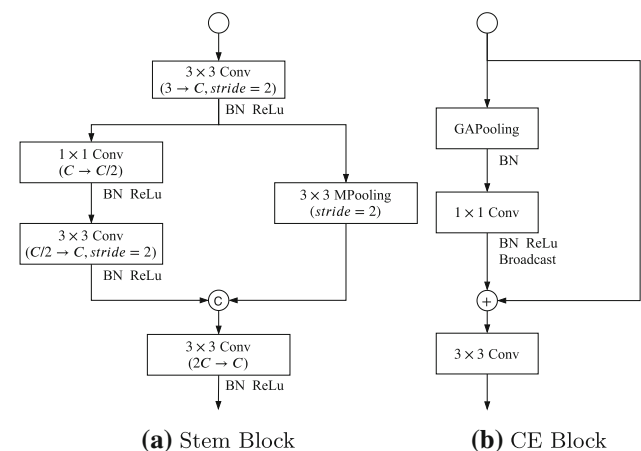 3 × 3 Conv
(3 → C, stride = 2)
BN ReLu
1 × 1 Conv
(C → C/2)
BN ReLu
3 × 3 Conv
(C/2 → C, stride = 2)
BN ReLu
3 × 3 MPooling
(stride = 2)
C
3 × 3 Conv
(2C → C)
BN ReLu
(a) Stem Block
GAPooling
BN
1 × 1 Conv
BN ReLu
Broadcast
+
3 × 3 Conv
(b) CE Block